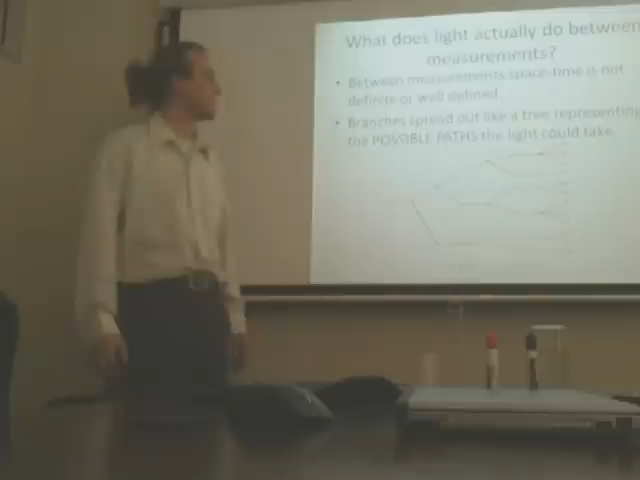 What does light actually do between
measurements?
• Between measurements space-time is not
definite or well defined
• Branches spread out like a tree representing
the POSSIBLE PATHS the light could take